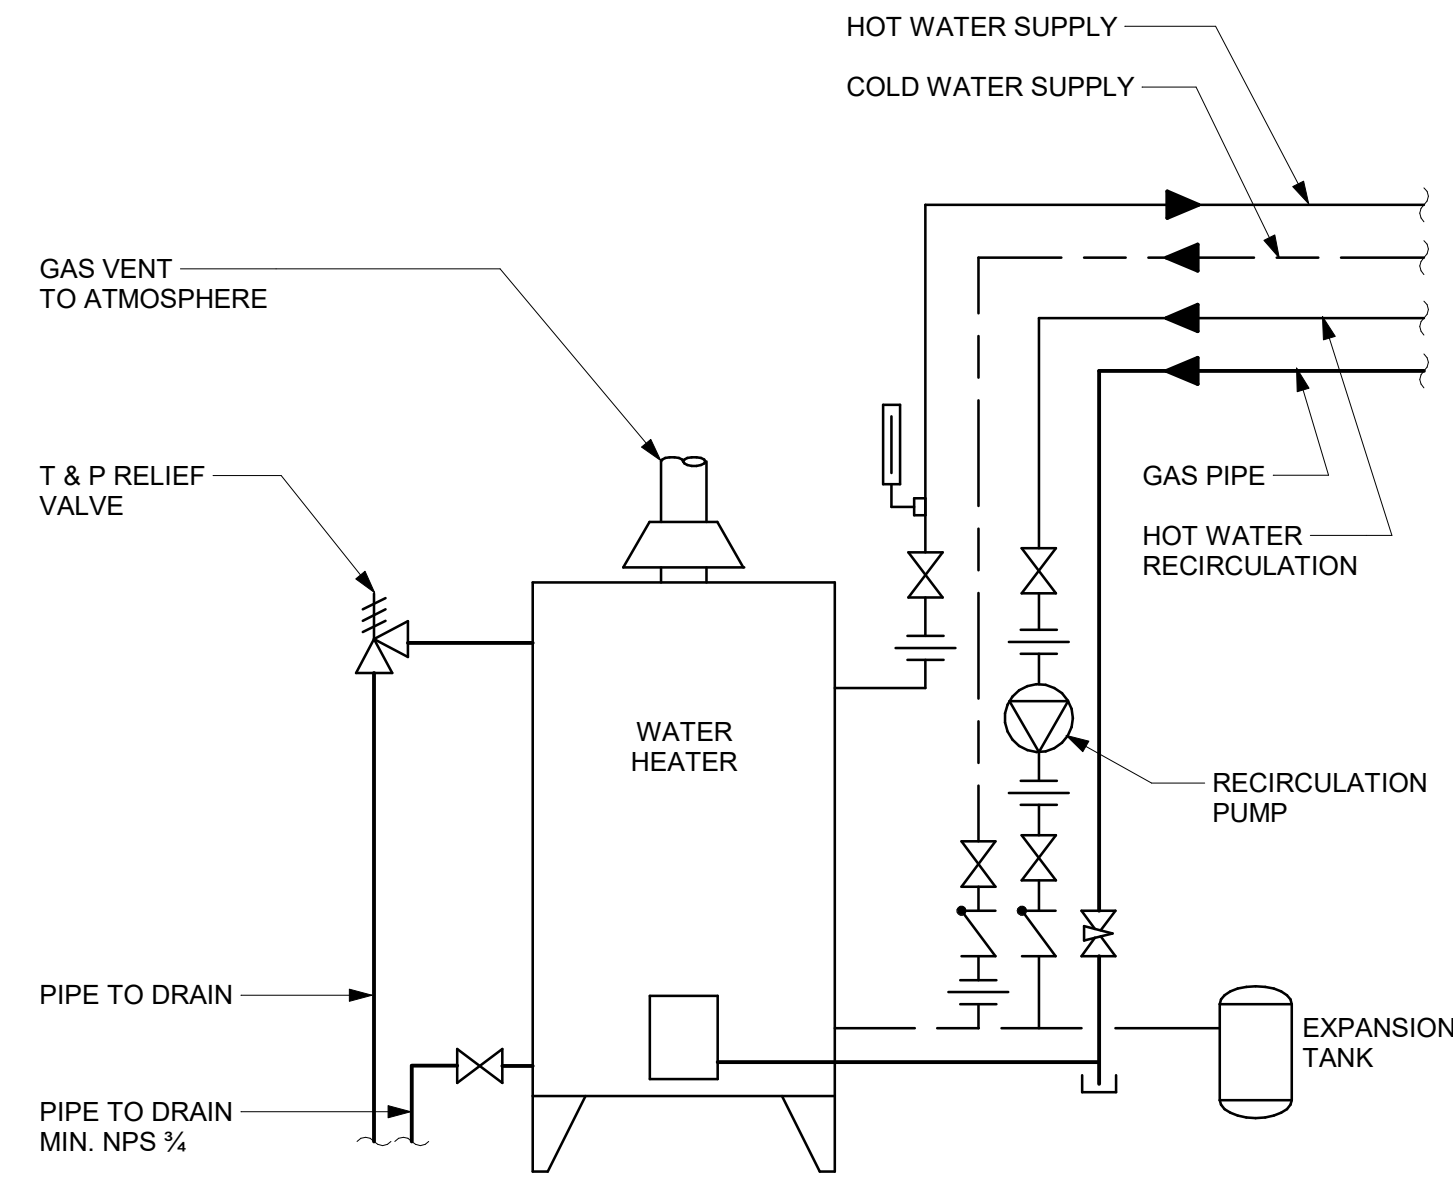 HOT WATER SUPPLY
COLD WATER SUPPLY
GAS VENT
TO ATMOSPHERE
T & P RELIEF
VALVE
GAS PIPE
HOT WATER
RECIRCULATION
WATER
HEATER
RECIRCULATION
PUMP
PIPE TO DRAIN
EXPANSION
TANK
PIPE TO DRAIN
MIN. NPS ¾